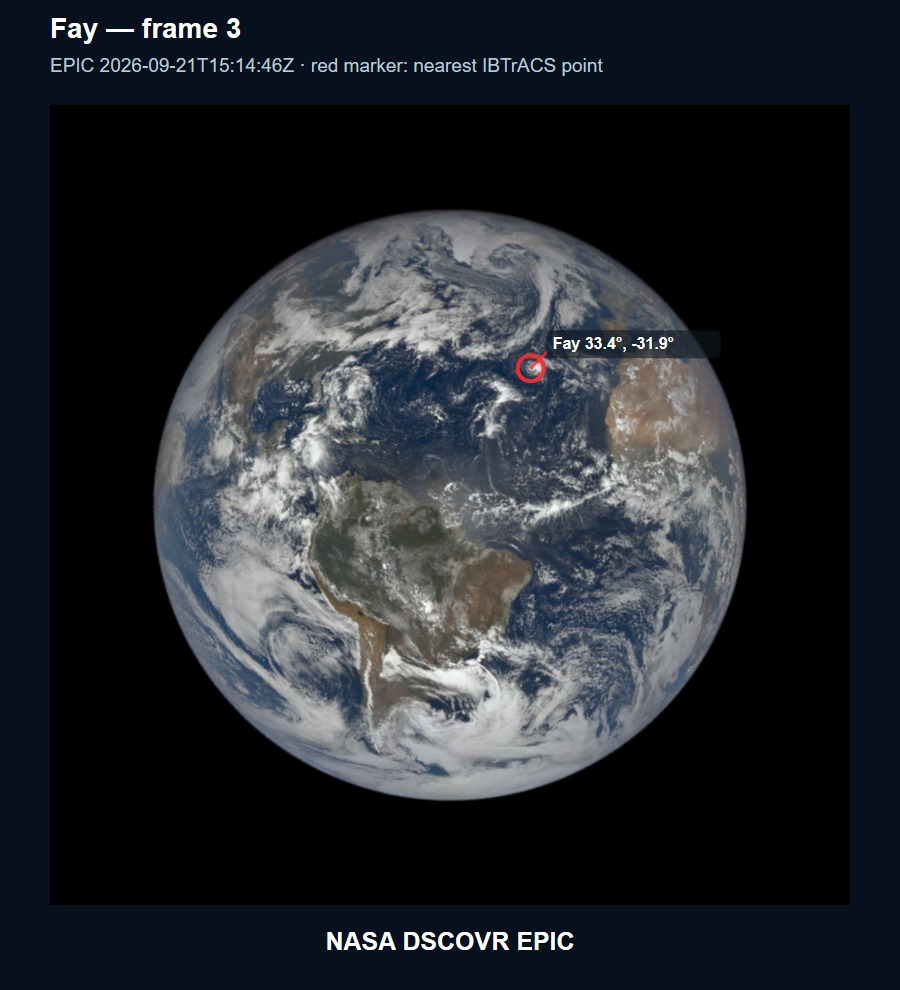 Fay — frame 3
EPIC 2026-09-21T15:14:46Z · red marker: nearest IBTrACS point
Fay 33.4°, -31.9°
NASA DSCOVR EPIC